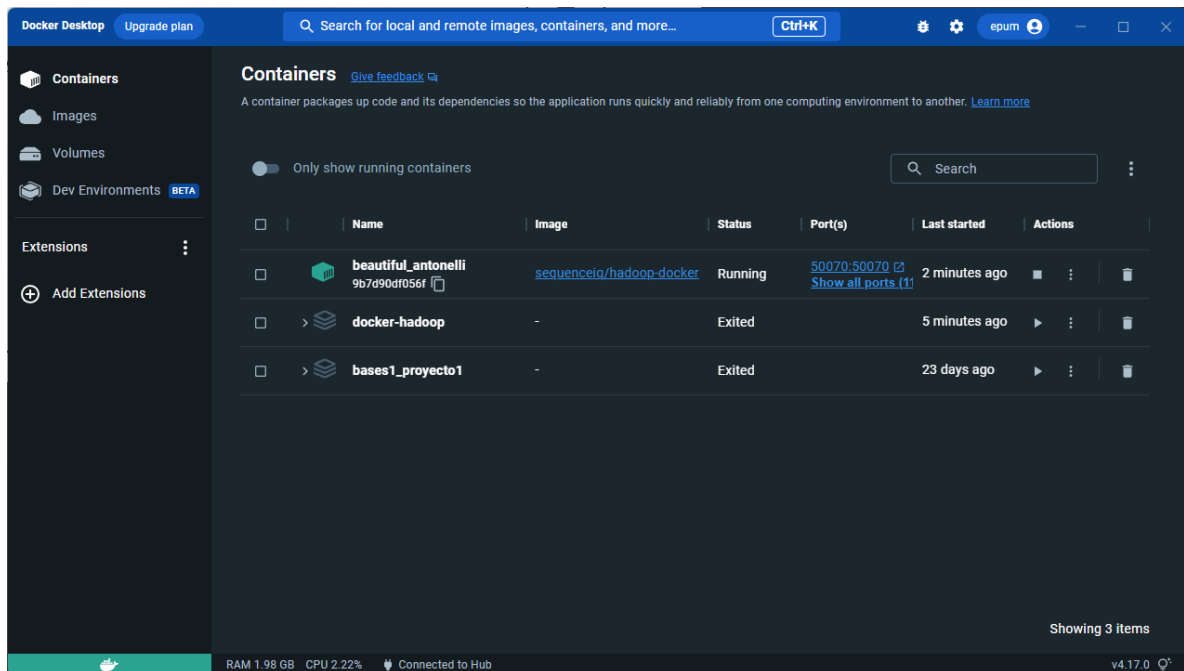 Docker Desktop Upgrade plan Search for local and remote images, containers, and more... Ctrl+K epum
Containers
Images
Volumes
Dev Environments BETA
Extensions
Add Extensions
Containers Give feedback
A container packages up code and its dependencies so the application runs quickly and reliably from one computing environment to another. Learn more
Only show running containers Search
Name Image Status Port(s) Last started Actions
beautiful_antonelli sequenceiq/hadoop-docker Running 50070:50070 2 minutes ago
9b7d90df056f Show all ports (11
docker-hadoop - Exited 5 minutes ago
bases1_proyecto1 - Exited 23 days ago
Showing 3 items
RAM 1.98 GB CPU 2.22% Connected to Hub v4.17.0